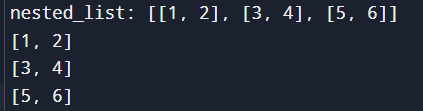 nested_list: [[1, 2], [3, 4], [5, 6]]
[1, 2]
[3, 4]
[5, 6]